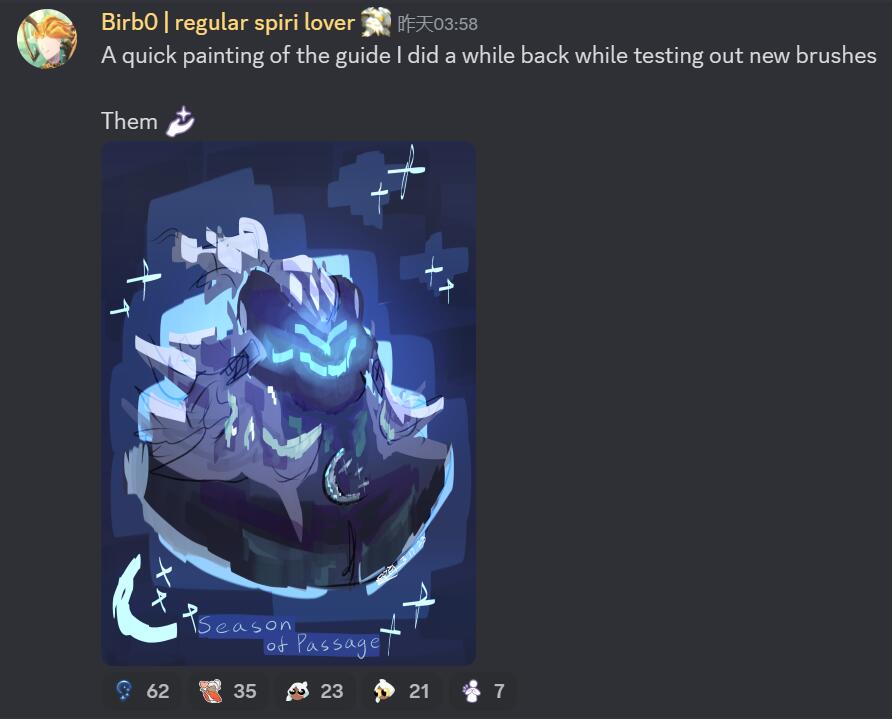 Birb0 | regular spiri lover 昨天03:58
A quick painting of the guide I did a while back while testing out new brushes
Them
Season
of Passage
62 35 23 21 7